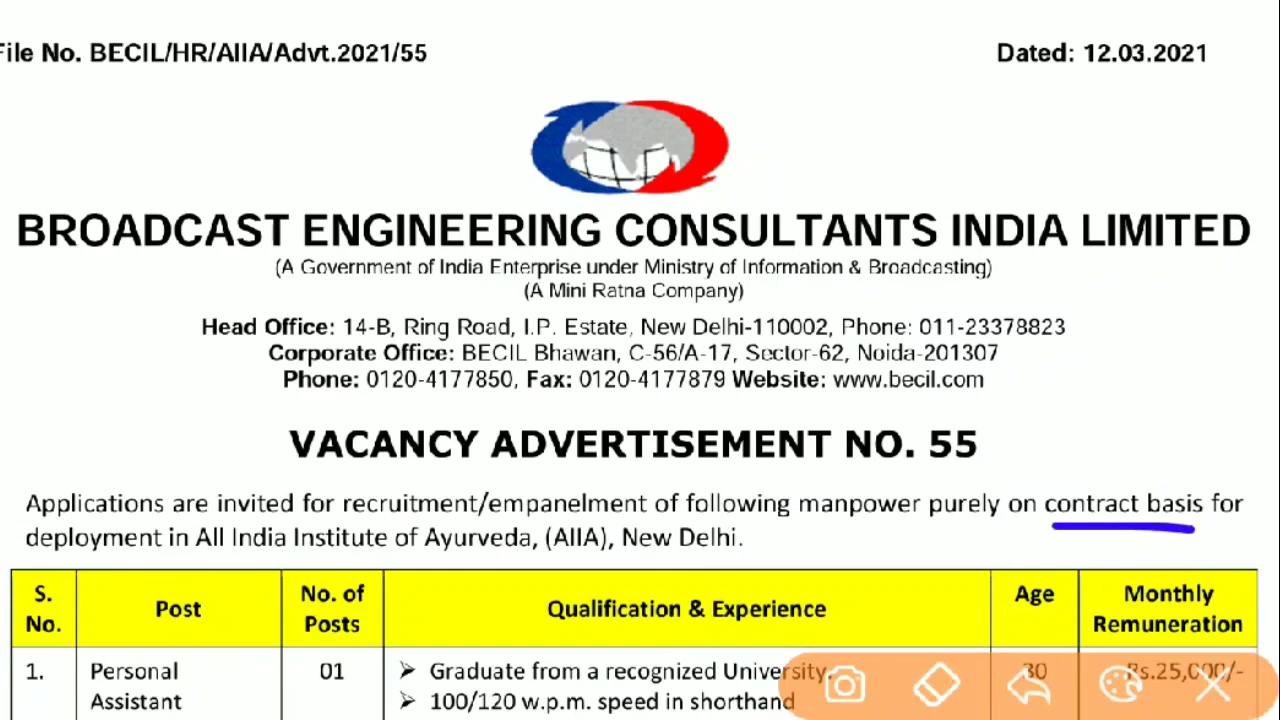 File No. BECIL/HR/AIIA/Advt.2021/55 Dated: 12.03.2021
BROADCAST ENGINEERING CONSULTANTS INDIA LIMITED
(A Government of India Enterprise under Ministry of Information & Broadcasting)
(A Mini Ratna Company)
Head Office: 14-B, Ring Road, I.P. Estate, New Delhi-110002, Phone: 011-23378823
Corporate Office: BECIL Bhawan, C-56/A-17, Sector-62, Noida-201307
Phone: 0120-4177850, Fax: 0120-4177879 Website: www.becil.com
VACANCY ADVERTISEMENT NO. 55
Applications are invited for recruitment/empanelment of following manpower purely on contract basis for
deployment in All India Institute of Ayurveda, (AIIA), New Delhi.
S. No. Post No. of Posts Qualification & Experience Age Monthly Remuneration
1. Personal Assistant 01 ➢ Graduate from a recognized University. 30 Rs.25,000/-
➢ 100/120 w.p.m. speed in shorthand